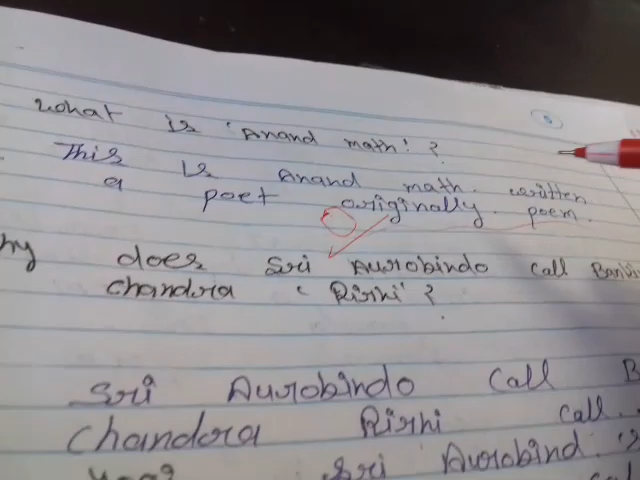 What is 'Anand math'?
This is Anand math. written
a poet originally poem.
does Sri Aurobindo call
Chandra 'Rishi'?
Sri Aurobindo call
Chandra Rishi call.
Sri Aurobind.